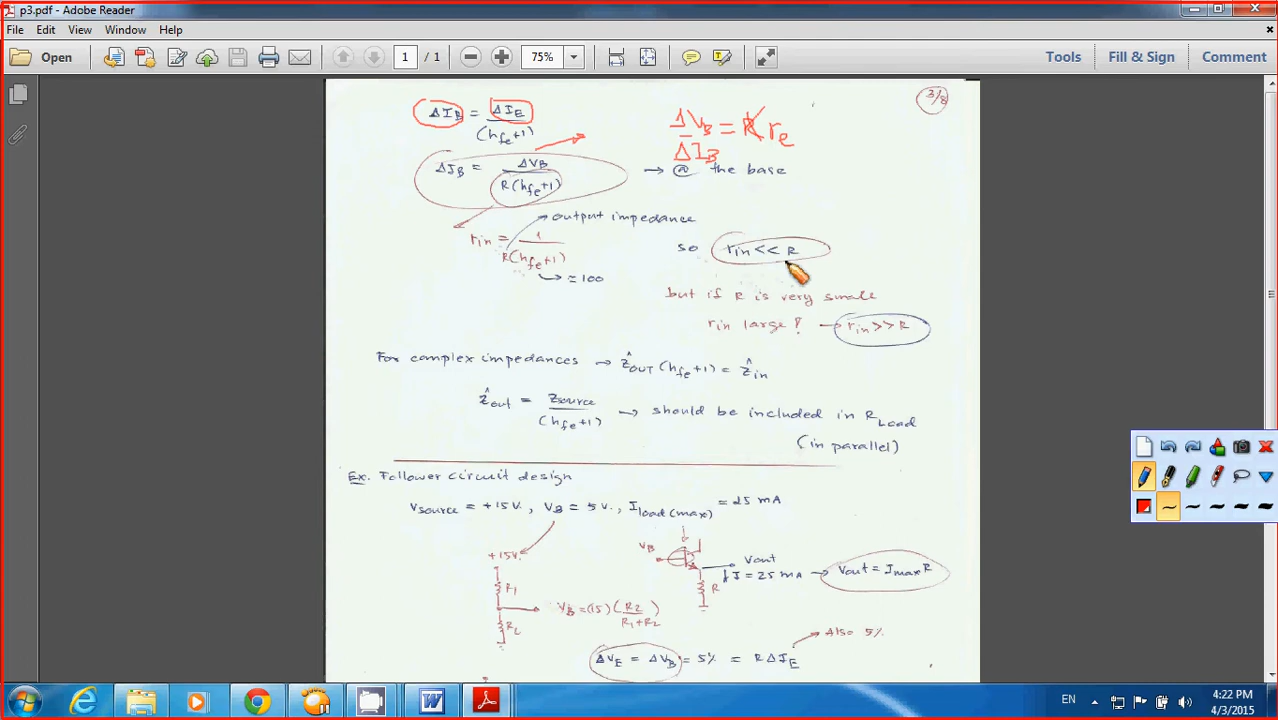 p3.pdf - Adobe Reader
File Edit View Window Help
Open 1 / 1 75% Tools Fill & Sign Comment
3/8
ΔIB = ΔIE / (hfe+1)
ΔVB / ΔIB = R re
ΔIB = ΔVB / R(hfe+1) → @ the base
output impedance
rin = 1 / R(hfe+1)
≈ 100
so rin << R
but if R is very small
rin large! → rin >> R
For complex impedances → ẑOUT (hfe+1) = ẑin
ẑout = Zsource / (hfe+1) → should be included in RLoad
(in parallel)
Ex. Follower circuit design
Vsource = +15V, VB = 5V, Iload(max) = 25 mA
+15V.
VB
Vout
I = 25 mA → Vout = Imax R
R1
R
VB = (15) (R2 / R1+R2)
R2
Also 5%
ΔVE = ΔVB = 5% = R ΔIE
EN
4:22 PM
4/3/2015